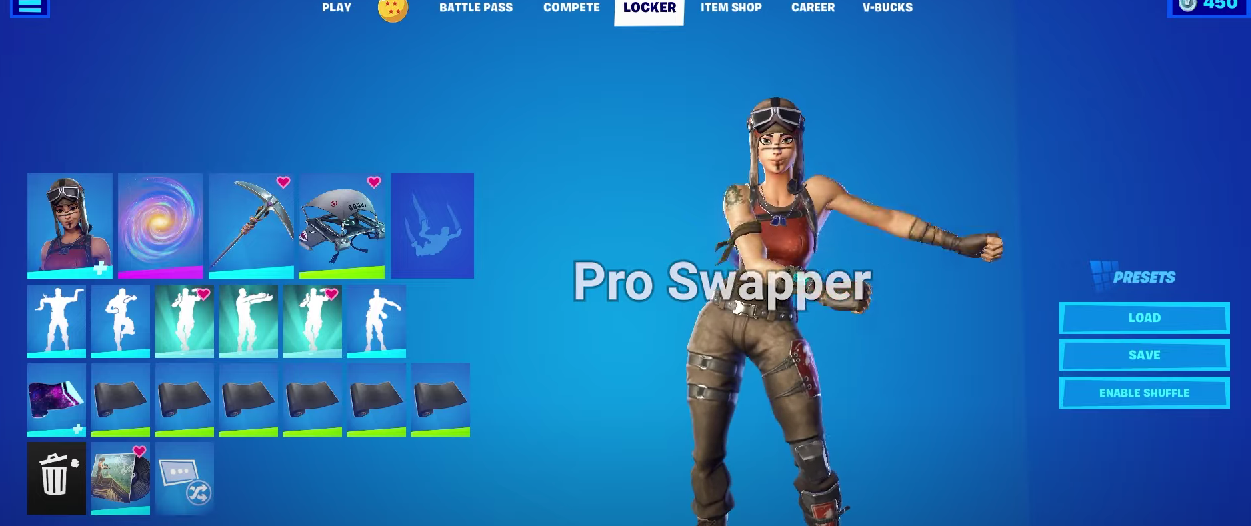 PLAY
BATTLE PASS
COMPETE
LOCKER
ITEM SHOP
CAREER
V-BUCKS
450
Pro Swapper
PRESETS
LOAD
SAVE
ENABLE SHUFFLE